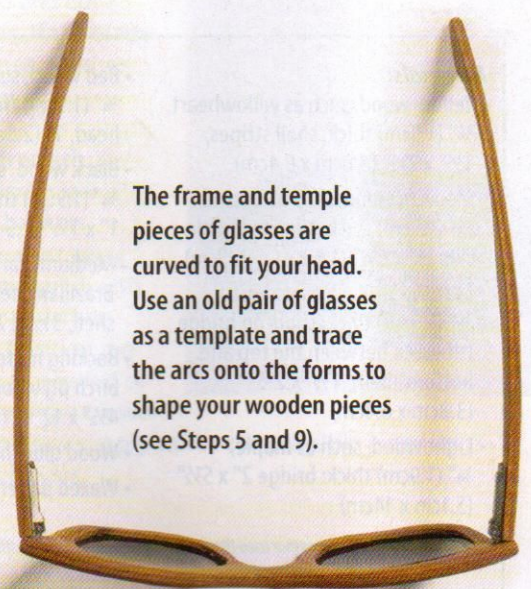 The frame and temple
pieces of glasses are
curved to fit your head.
Use an old pair of glasses
as a template and trace
the arcs onto the forms to
shape your wooden pieces
(see Steps 5 and 9).